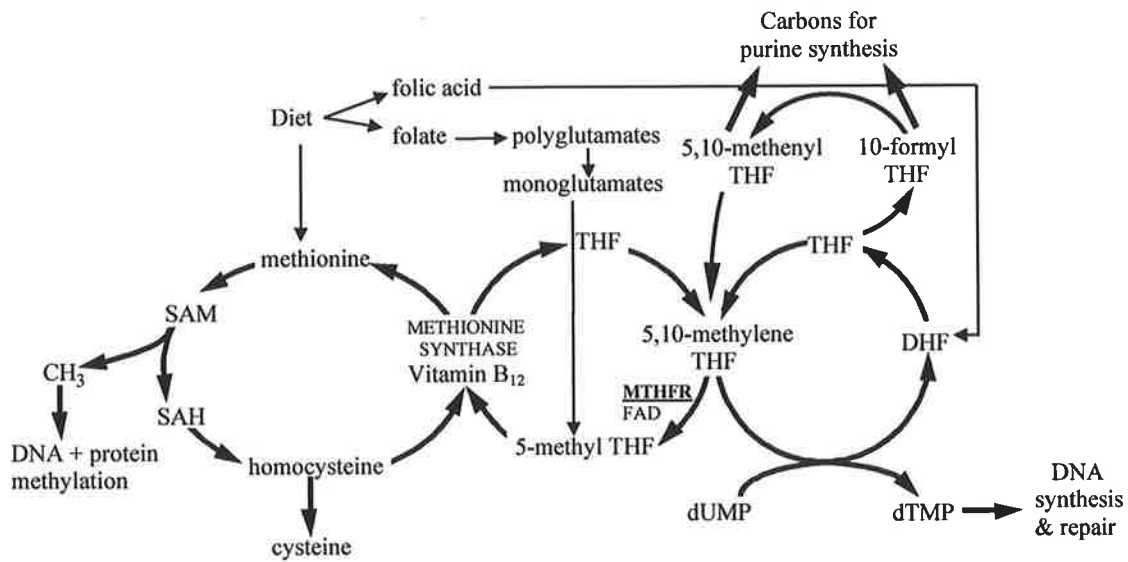 Carbons for
purine synthesis
folic acid
Diet
folate
polyglutamates
monoglutamates
5,10-methenyl
THF
10-formyl
THF
THF
THF
methionine
SAM
METHIONINE
SYNTHASE
Vitamin B₁₂
5,10-methylene
THF
DHF
CH₃
MTHFR
FAD
SAH
5-methyl THF
DNA + protein
methylation
homocysteine
dUMP
dTMP
DNA
synthesis
& repair
cysteine